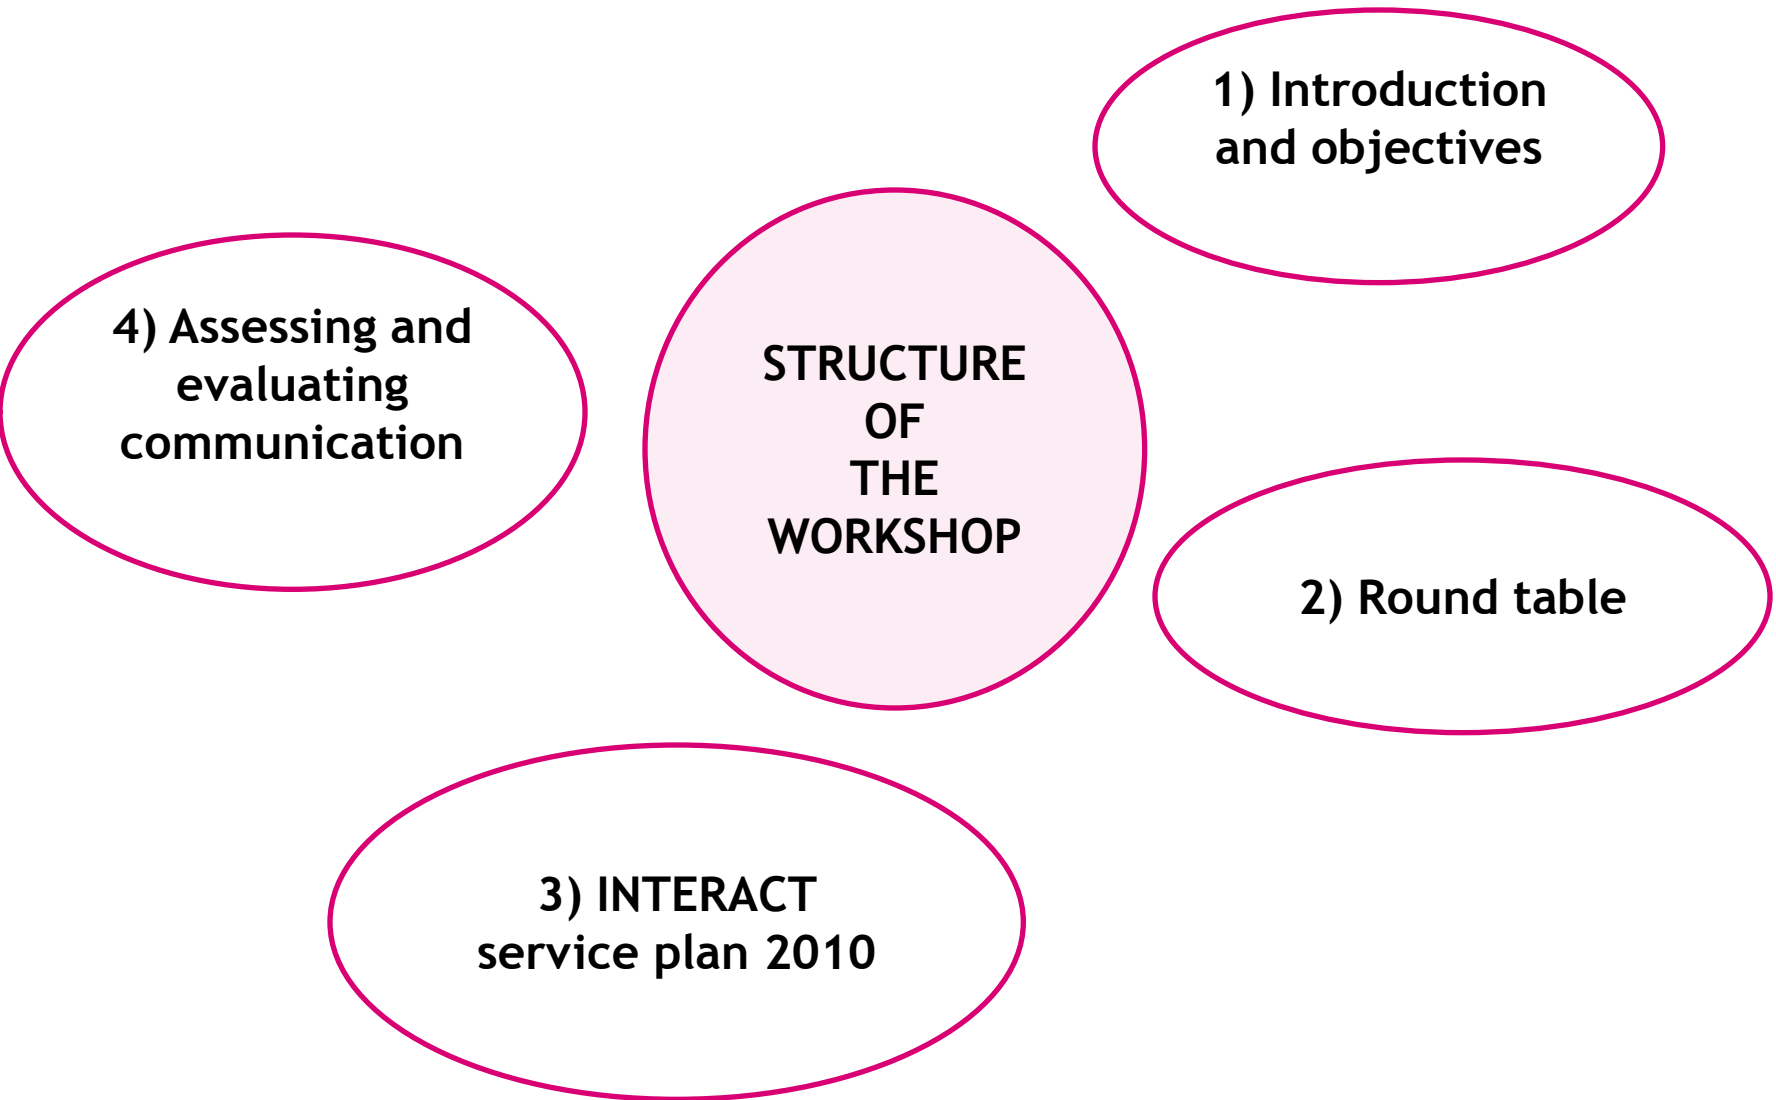 1) Introduction
and objectives
STRUCTURE
OF
THE
WORKSHOP
2) Round table
3) INTERACT
service plan 2010
4) Assessing and
evaluating
communication